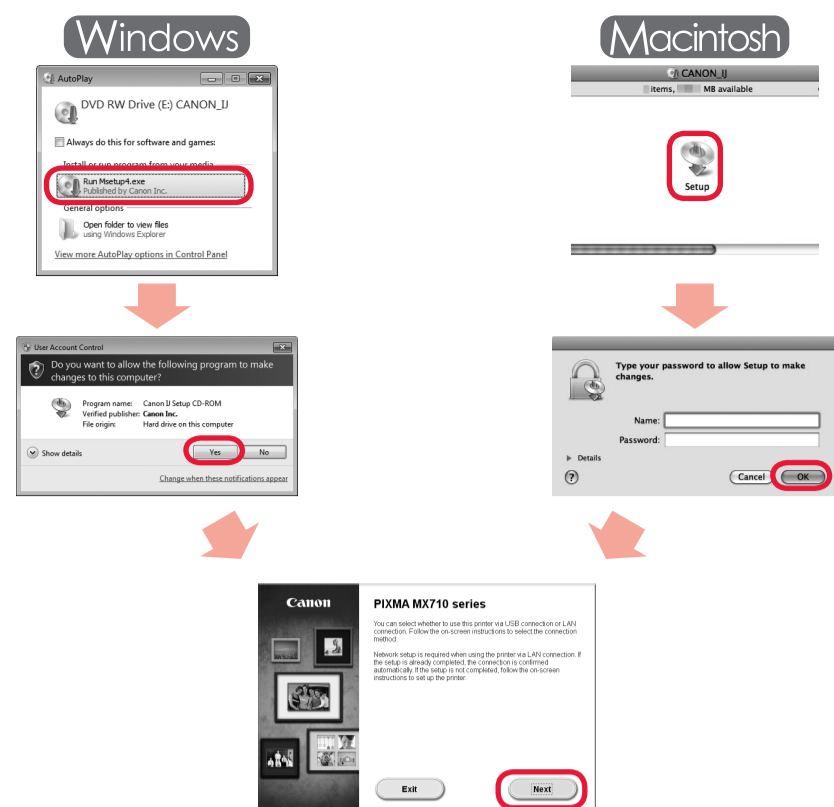 Windows
AutoPlay
DVD RW Drive (E:) CANON_IJ
Always do this for software and games:
Install or run program from your media
Run Msetup4.exe
Published by Canon Inc.
General options
Open folder to view files
using Windows Explorer
View more AutoPlay options in Control Panel
Macintosh
CANON_IJ
items, MB available
Setup
User Account Control
Do you want to allow the following program to make
changes to this computer?
Program name: Canon IJ Setup CD-ROM
Verified publisher: Canon Inc.
File origin: Hard drive on this computer
Show details
Yes
No
Change when these notifications appear
Type your password to allow Setup to make
changes.
Name:
Password:
Details
?
Cancel
OK
Canon
PIXMA MX710 series
You can select whether to use this printer via USB connection or LAN
connection. Follow the on-screen instructions to select the connection
method.
Network setup is required when using the printer via LAN connection. If
the setup is already completed, the connection is confirmed
automatically. If the setup is not completed, follow the on-screen
instructions to set up the printer.
Exit
Next